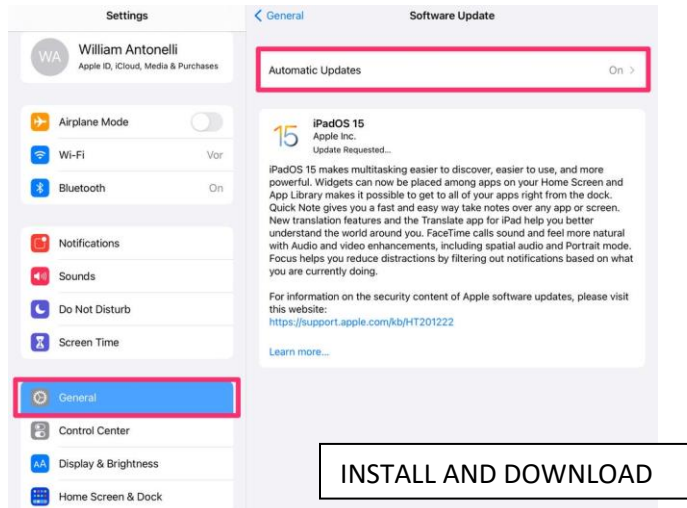 Settings
WA
William Antonelli
Apple ID, iCloud, Media & Purchases
Airplane Mode
Wi-Fi Vor
Bluetooth On
Notifications
Sounds
Do Not Disturb
Screen Time
General
Control Center
AA Display & Brightness
Home Screen & Dock
General
Software Update
Automatic Updates On
15
iPadOS 15
Apple Inc.
Update Requested...
iPadOS 15 makes multitasking easier to discover, easier to use, and more
powerful. Widgets can now be placed among apps on your Home Screen and
App Library makes it possible to get to all of your apps right from the dock.
Quick Note gives you a fast and easy way take notes over any app or screen.
New translation features and the Translate app for iPad help you better
understand the world around you. FaceTime calls sound and feel more natural
with Audio and video enhancements, including spatial audio and Portrait mode.
Focus helps you reduce distractions by filtering out notifications based on what
you are currently doing.
For information on the security content of Apple software updates, please visit
this website:
https://support.apple.com/kb/HT201222
Learn more...
INSTALL AND DOWNLOAD